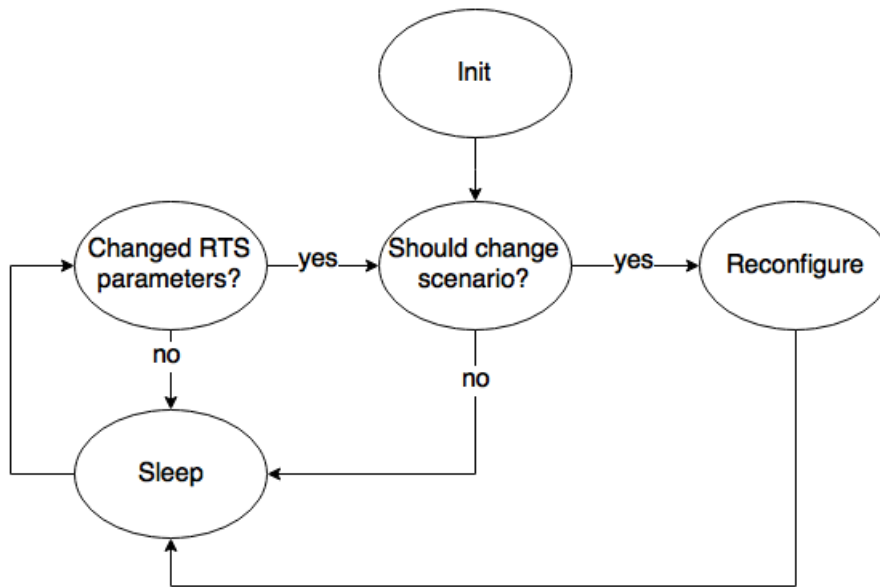 Init
Changed RTS
parameters?
yes
Should change
scenario?
yes
Reconfigure
no
no
Sleep